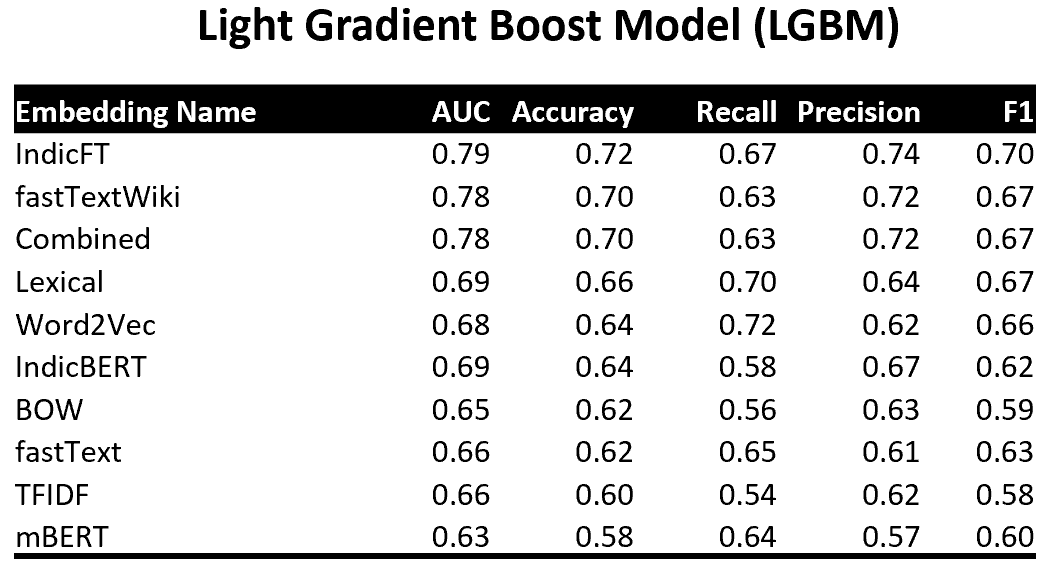 Light Gradient Boost Model (LGBM)
Embedding Name AUC Accuracy Recall Precision F1
IndicFT 0.79 0.72 0.67 0.74 0.70
fastTextWiki 0.78 0.70 0.63 0.72 0.67
Combined 0.78 0.70 0.63 0.72 0.67
Lexical 0.69 0.66 0.70 0.64 0.67
Word2Vec 0.68 0.64 0.72 0.62 0.66
IndicBERT 0.69 0.64 0.58 0.67 0.62
BOW 0.65 0.62 0.56 0.63 0.59
fastText 0.66 0.62 0.65 0.61 0.63
TFIDF 0.66 0.60 0.54 0.62 0.58
mBERT 0.63 0.58 0.64 0.57 0.60